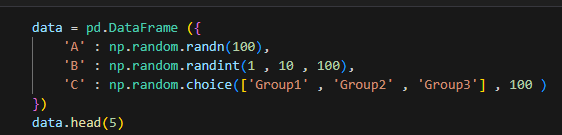 data = pd.DataFrame ({
    'A' : np.random.randn(100),
    'B' : np.random.randint(1 , 10 , 100),
    'C' : np.random.choice(['Group1' , 'Group2' , 'Group3'] , 100 )
})
data.head(5)